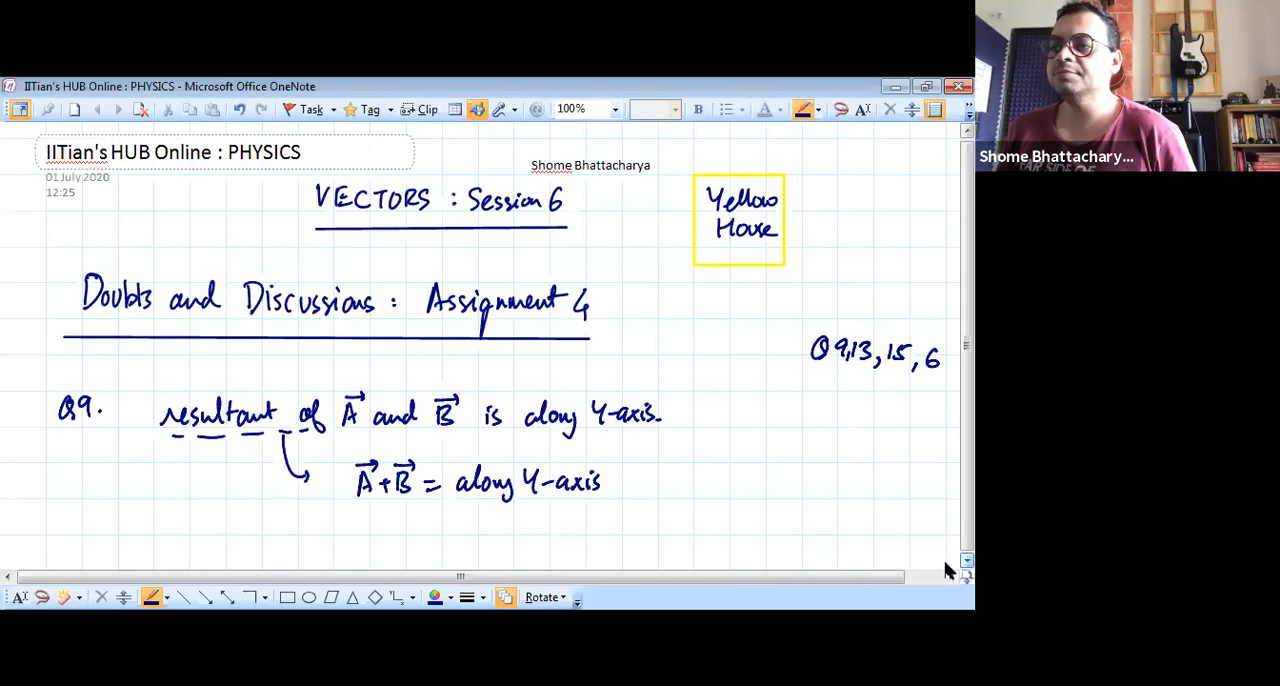 IITian's HUB Online : PHYSICS - Microsoft Office OneNote
Task Tag Clip 100% B A
IITian's HUB Online : PHYSICS
Shome Bhattacharya
01 July 2020
12:25
VECTORS : Session 6
Yellow
House
Doubts and Discussions : Assignment 4
Q 9,13, 15, 6
Q9. resultant of A⃗ and B⃗ is along Y-axis.
A⃗+B⃗ = along Y-axis
Rotate
Shome Bhattachary...